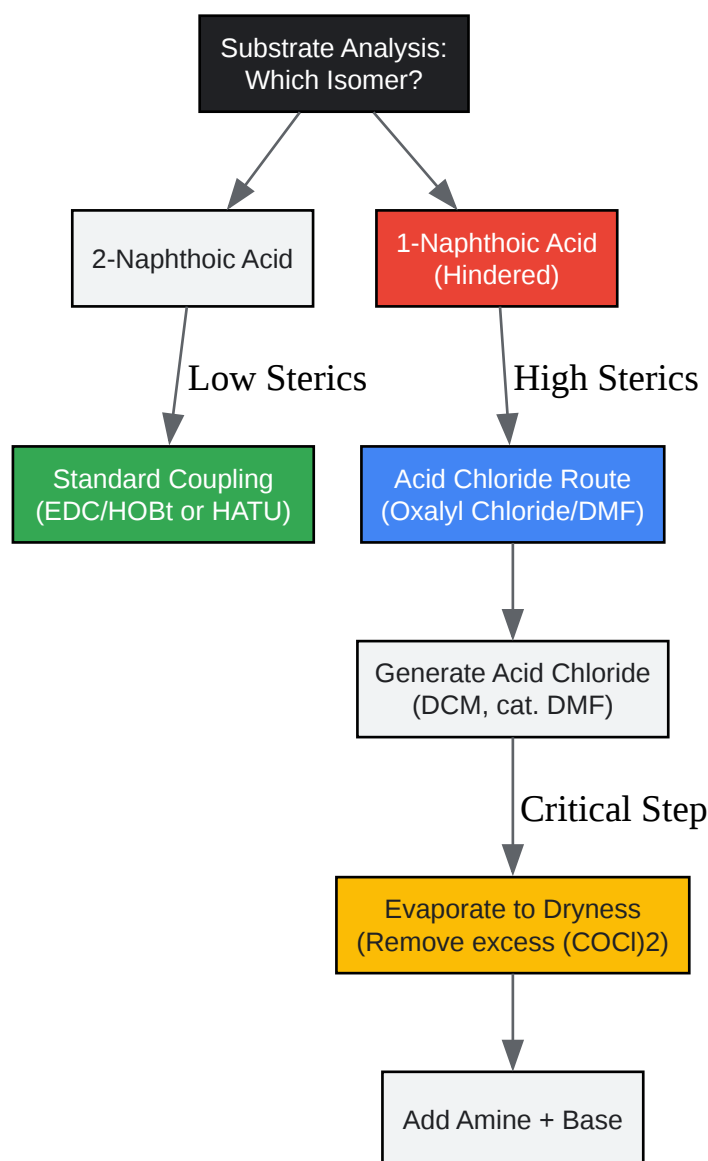 Substrate Analysis:
Which Isomer?
2-Naphthoic Acid
1-Naphthoic Acid
(Hindered)
Low Sterics
High Sterics
Standard Coupling
(EDC/HOBt or HATU)
Acid Chloride Route
(Oxalyl Chloride/DMF)
Generate Acid Chloride
(DCM, cat. DMF)
Critical Step
Evaporate to Dryness
(Remove excess (COCl)2)
Add Amine + Base